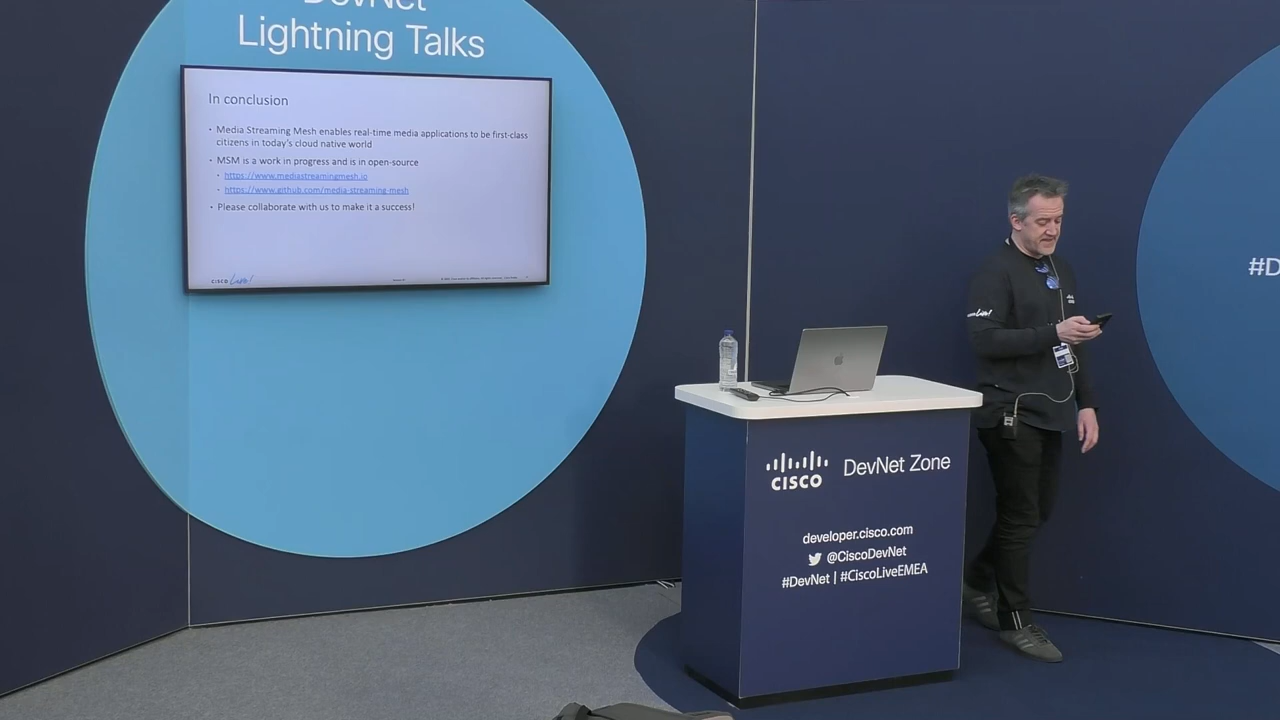 DevNet
Lightning Talks
In conclusion
• Media Streaming Mesh enables real-time media applications to be first-class
citizens in today's cloud native world
• MSM is a work in progress and is in open-source
• https://www.mediastreamingmesh.io
• https://www.github.com/media-streaming-mesh
• Please collaborate with us to make it a success!
CISCO Live!
CISCO DevNet Zone
developer.cisco.com
@CiscoDevNet
#DevNet | #CiscoLiveEMEA
#D